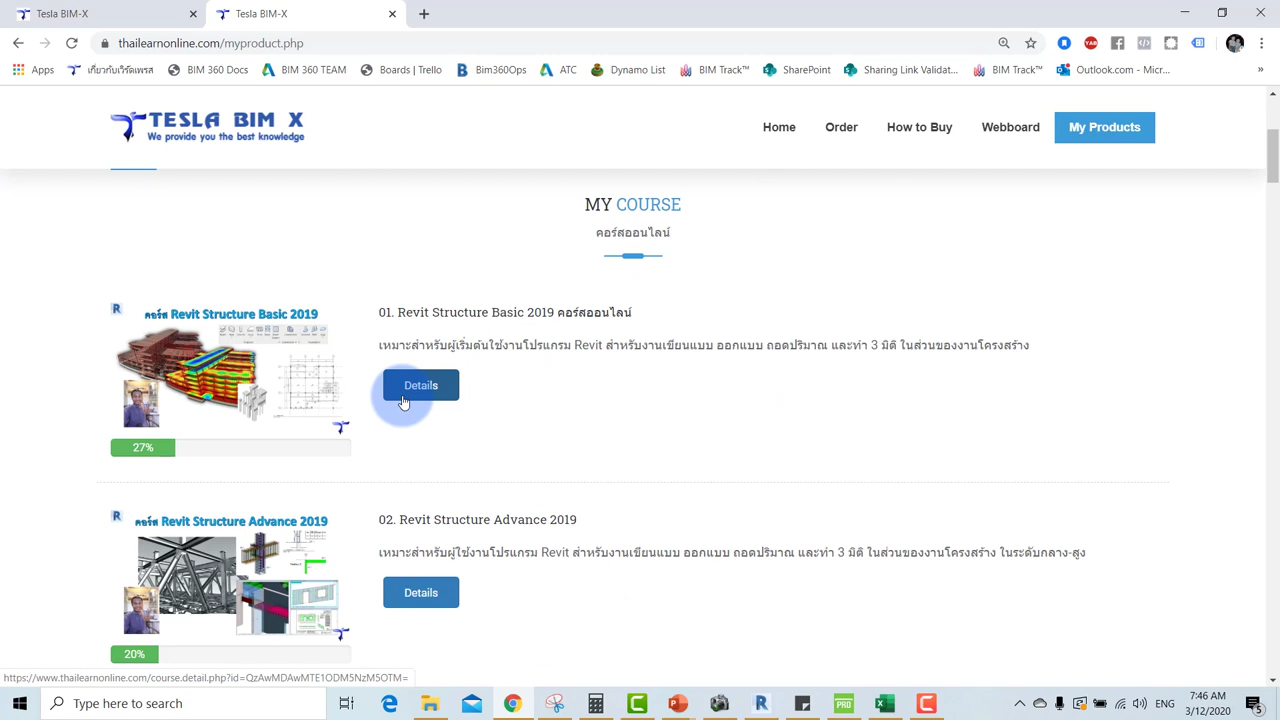 Tesla BIM-X
Tesla BIM-X
thailearnonline.com/myproduct.php
Apps
เกี่ยวกับเวิร์ดเพรส
BIM 360 Docs
BIM 360 TEAM
Boards | Trello
Bim360Ops
ATC
Dynamo List
BIM Track™
SharePoint
Sharing Link Validat...
BIM Track™
Outlook.com - Micr...
»
TESLA BIM X
We provide you the best knowledge
Home
Order
How to Buy
Webboard
My Products
MY COURSE
คอร์สออนไลน์
คอร์ส Revit Structure Basic 2019
27%
01. Revit Structure Basic 2019 คอร์สออนไลน์
เหมาะสำหรับผู้เริ่มต้นใช้งานโปรแกรม Revit สำหรับงานเขียนแบบ ออกแบบ ถอดปริมาณ และทำ 3 มิติ ในส่วนของงานโครงสร้าง
Details
คอร์ส Revit Structure Advance 2019
20%
02. Revit Structure Advance 2019
เหมาะสำหรับผู้ใช้งานโปรแกรม Revit สำหรับงานเขียนแบบ ออกแบบ ถอดปริมาณ และทำ 3 มิติ ในส่วนของงานโครงสร้าง ในระดับกลาง-สูง
Details
https://www.thailearnonline.com/course.detail.php?id=QzAwMDAwMTE1ODM5NzM5OTM=
Type here to search
ENG
7:46 AM
3/12/2020
5